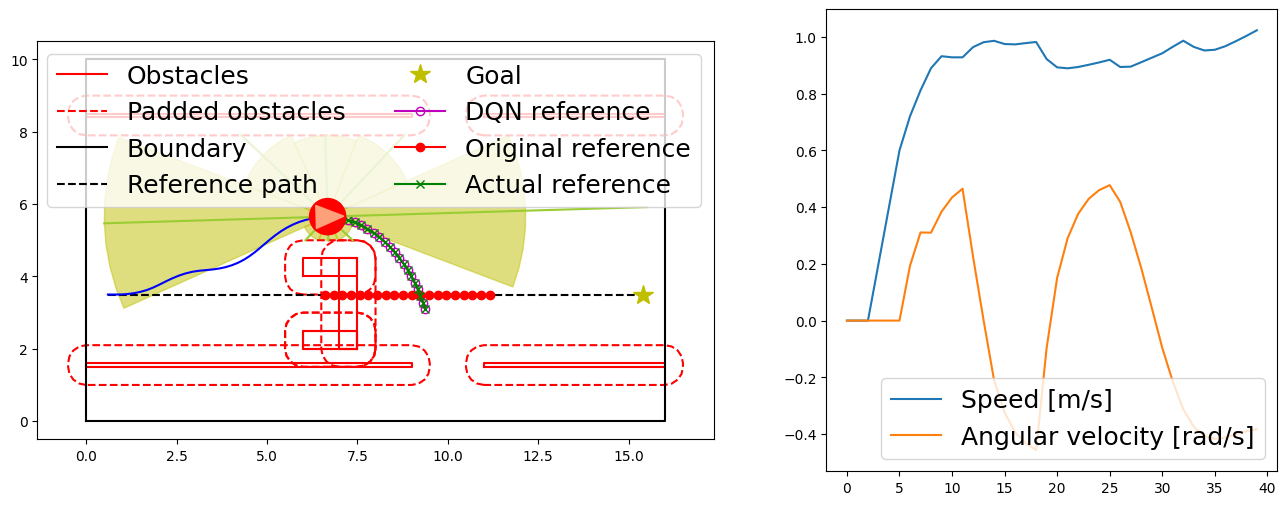 Obstacles
Padded obstacles
Boundary
Reference path
Goal
DQN reference
Original reference
Actual reference
10
8
6
4
2
0
0.0 2.5 5.0 7.5 10.0 12.5 15.0
1.0
0.8
0.6
0.4
0.2
0.0
−0.2
−0.4
Speed [m/s]
Angular velocity [rad/s]
0 5 10 15 20 25 30 35 40